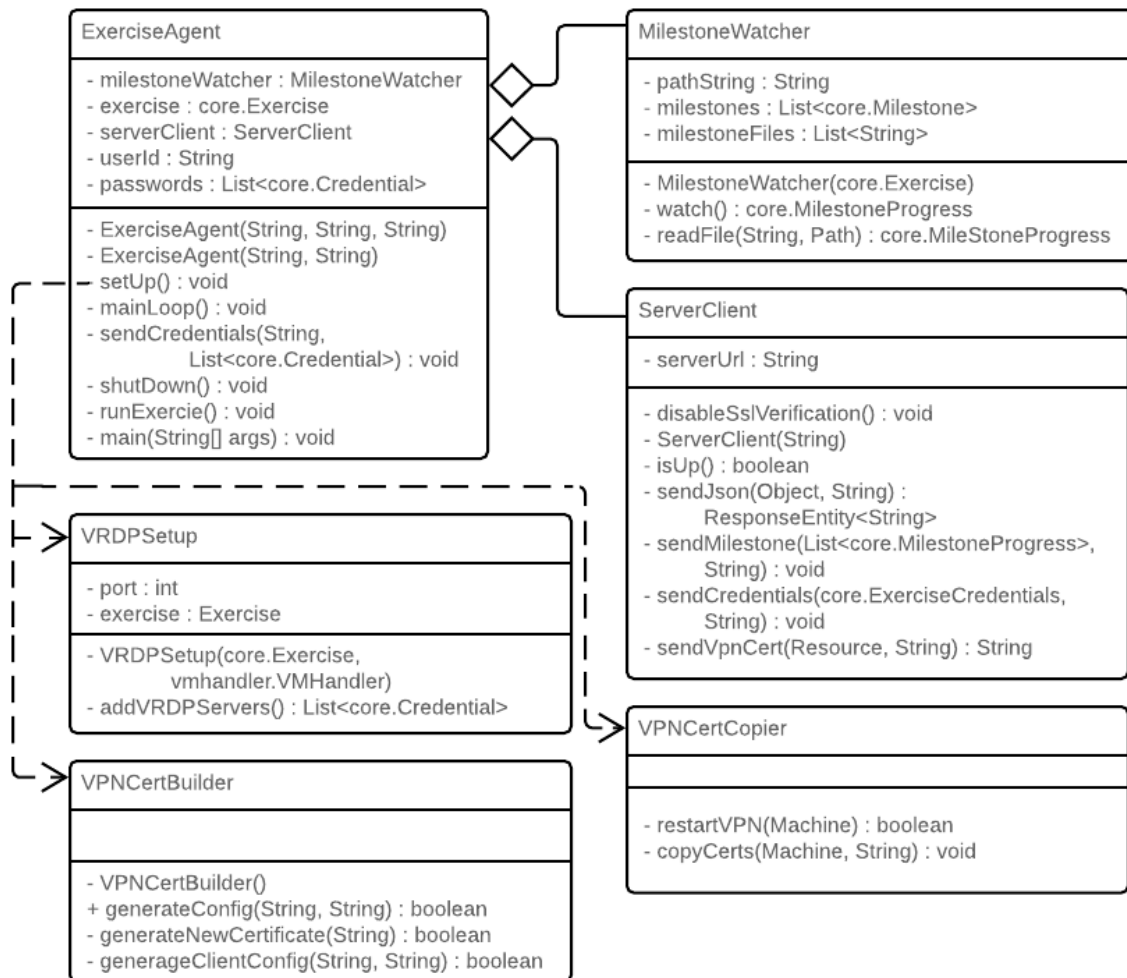 ExerciseAgent
- milestoneWatcher : MilestoneWatcher
- exercise : core.Exercise
- serverClient : ServerClient
- userId : String
- passwords : List<core.Credential>
- ExerciseAgent(String, String, String)
- ExerciseAgent(String, String)
- setUp() : void
- mainLoop() : void
- sendCredentials(String,
List<core.Credential>) : void
- shutDown() : void
- runExercie() : void
- main(String[] args) : void
MilestoneWatcher
- pathString : String
- milestones : List<core.Milestone>
- milestoneFiles : List<String>
- MilestoneWatcher(core.Exercise)
- watch() : core.MilestoneProgress
- readFile(String, Path) : core.MileStoneProgress
ServerClient
- serverUrl : String
- disableSslVerification() : void
- ServerClient(String)
- isUp() : boolean
- sendJson(Object, String) :
ResponseEntity<String>
- sendMilestone(List<core.MilestoneProgress>,
String) : void
- sendCredentials(core.ExerciseCredentials,
String) : void
- sendVpnCert(Resource, String) : String
VRDPSetup
- port : int
- exercise : Exercise
- VRDPSetup(core.Exercise,
vmhandler.VMHandler)
- addVRDPServers() : List<core.Credential>
VPNCertCopier
- restartVPN(Machine) : boolean
- copyCerts(Machine, String) : void
VPNCertBuilder
- VPNCertBuilder()
+ generateConfig(String, String) : boolean
- generateNewCertificate(String) : boolean
- generageClientConfig(String, String) : boolean